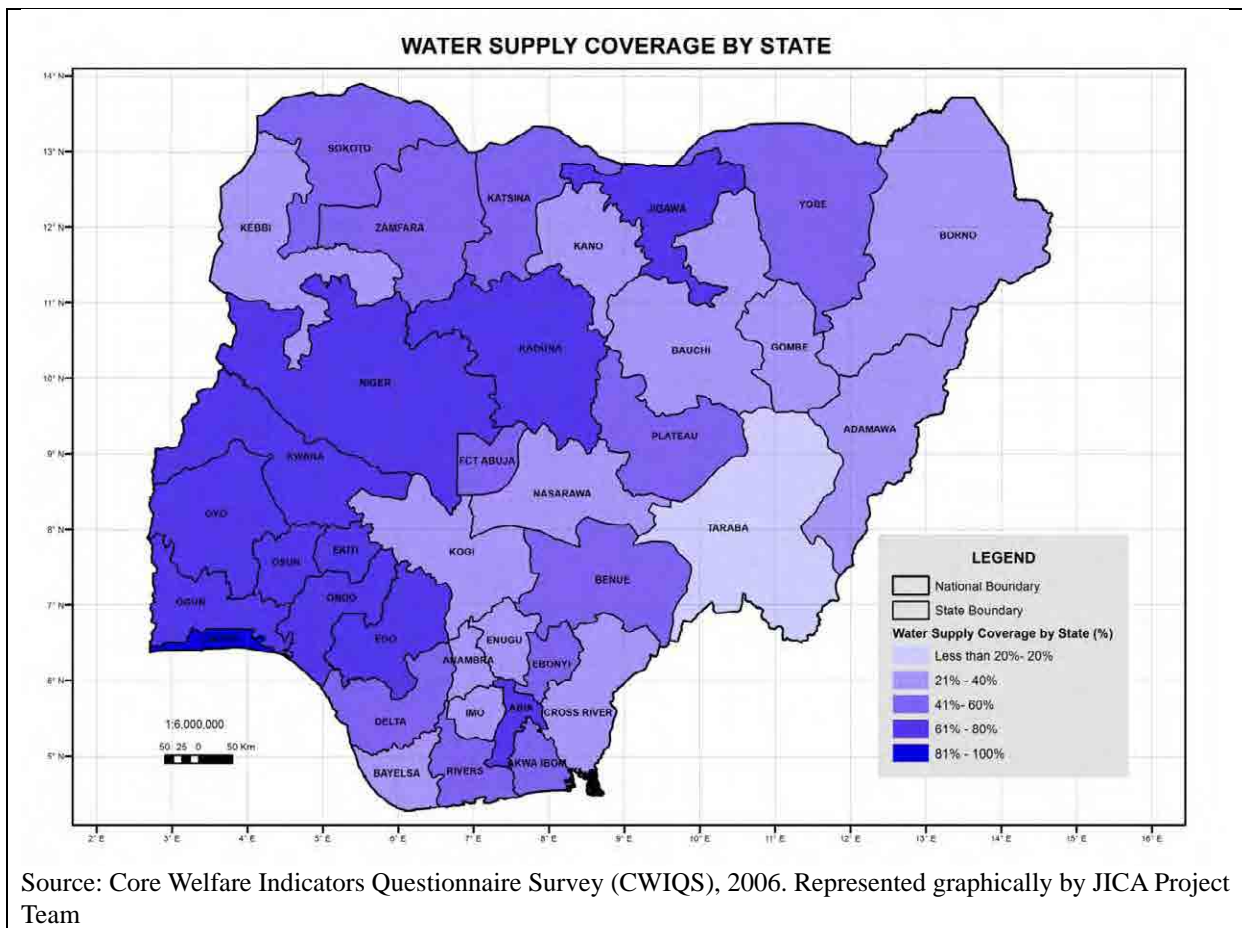 WATER SUPPLY COVERAGE BY STATE
14° N
13° N
12° N
11° N
10° N
9° N
8° N
7° N
6° N
5° N
SOKOTO
KEBBI
ZAMFARA
KATSINA
KANO
JIGAWA
YOBE
BORNO
NIGER
KADUNA
BAUCHI
GOMBE
ADAMAWA
PLATEAU
FCT ABUJA
KWARA
NASARAWA
TARABA
OYO
KOGI
BENUE
OSUN
EKITI
OGUN
ONDO
EDO
ENUGU
ANAMBRA
EBONYI
DELTA
IMO
ABIA
CROSS RIVER
BAYELSA
RIVERS
AKWA IBOM
LEGEND
National Boundary
State Boundary
Water Supply Coverage by State (%)
Less than 20%- 20%
21% - 40%
41%- 60%
61% - 80%
81% - 100%
1:6,000,000
50 25 0 50 Km
2° E 3° E 4° E 5° E 6° E 7° E 8° E 9° E 10° E 11° E 12° E 13° E 14° E 15° E 16° E
Source: Core Welfare Indicators Questionnaire Survey (CWIQS), 2006. Represented graphically by JICA Project
Team